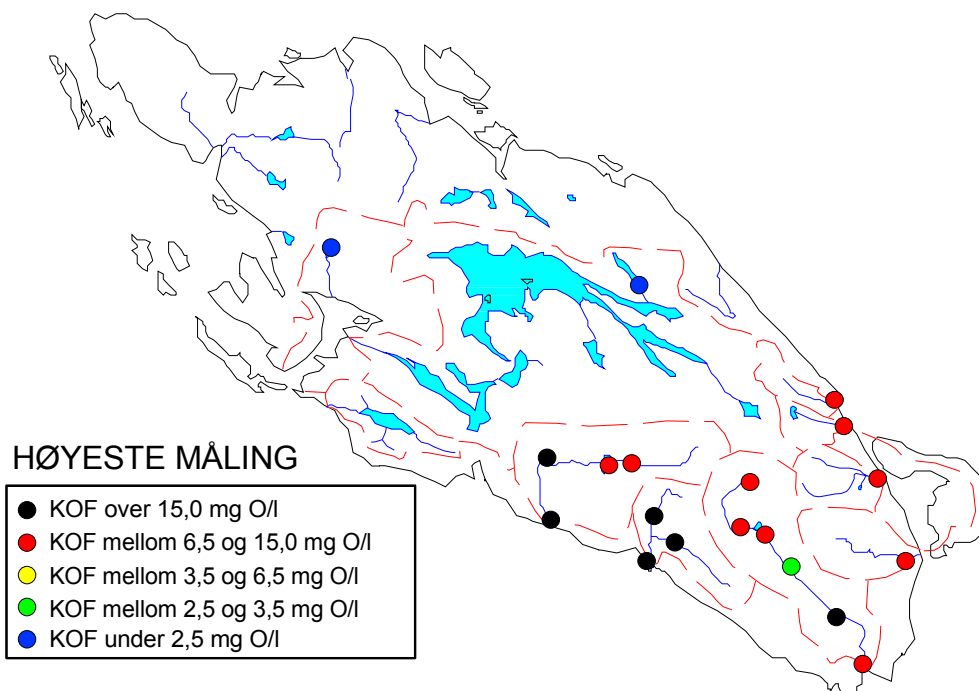 HØYESTE MÅLING
KOF over 15,0 mg O/l
KOF mellom 6,5 og 15,0 mg O/l
KOF mellom 3,5 og 6,5 mg O/l
KOF mellom 2,5 og 3,5 mg O/l
KOF under 2,5 mg O/l